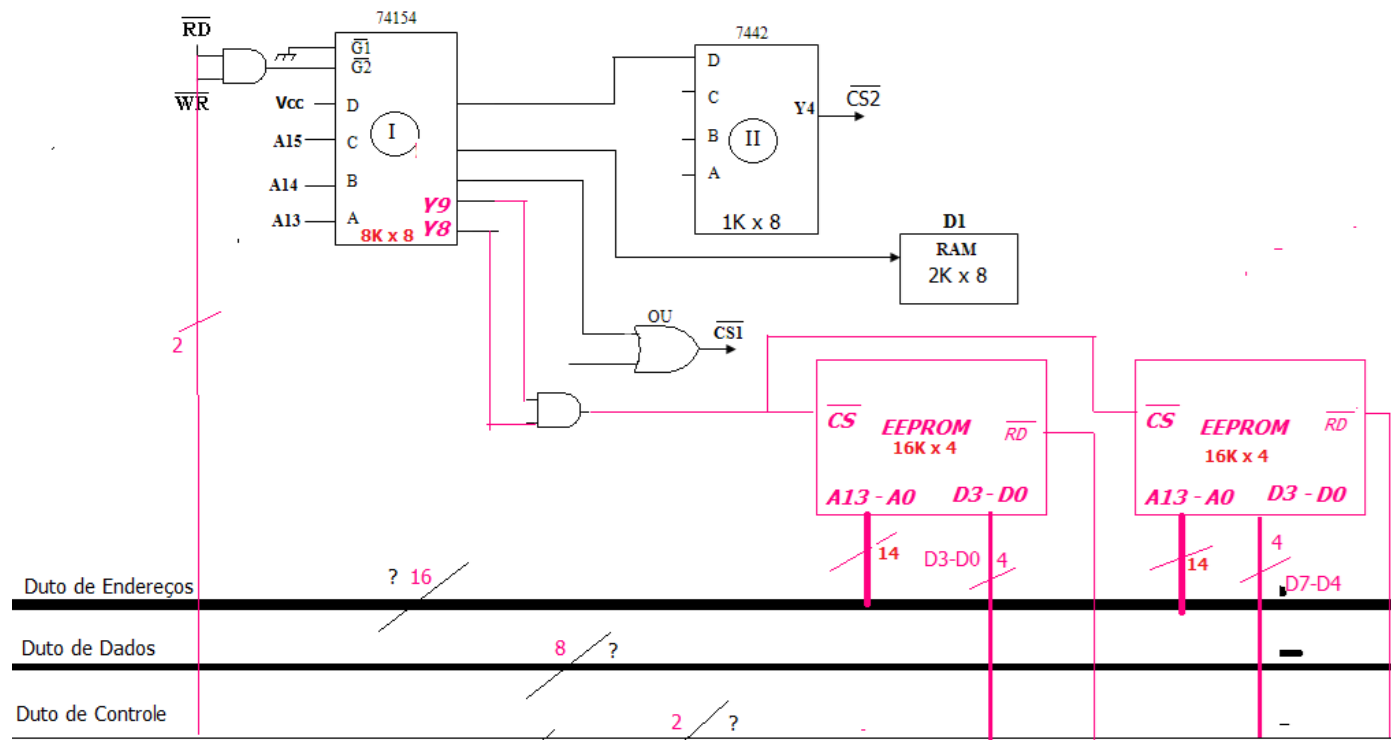 74154
7442
RD
G1
G2
WR
Vcc
D
A15
C
I
A14
B
A13
A
Y9
Y8
8K x 8
D
C
B
A
II
Y4
CS2
1K x 8
D1
RAM
2K x 8
2
OU
CS1
CS
EEPROM
16K x 4
RD
A13 - A0
D3 - D0
CS
EEPROM
16K x 4
RD
A13 - A0
D3 - D0
14
D3-D0
4
14
4
D7-D4
Duto de Endereços
? 16
Duto de Dados
8 ?
Duto de Controle
2 ?